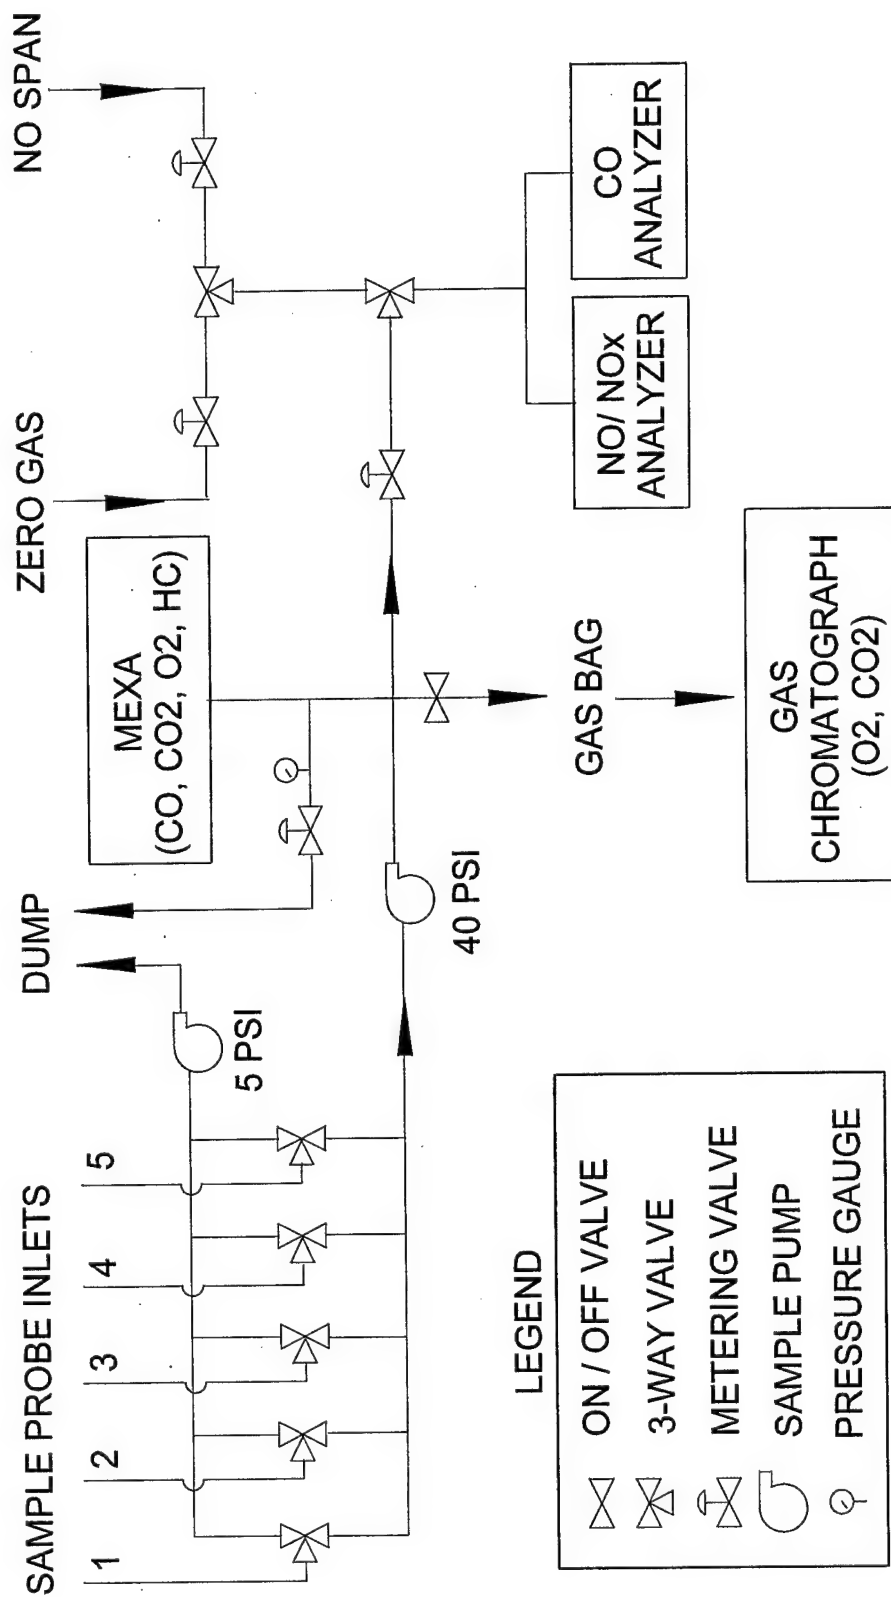 SAMPLE PROBE INLETS
1
2
3
4
5
DUMP
5 PSI
40 PSI
MEXA
(CO, CO2, O2, HC)
ZERO GAS
NO SPAN
GAS BAG
NO/ NOx
ANALYZER
CO
ANALYZER
GAS
CHROMATOGRAPH
(O2, CO2)
LEGEND
ON / OFF VALVE
3-WAY VALVE
METERING VALVE
SAMPLE PUMP
PRESSURE GAUGE